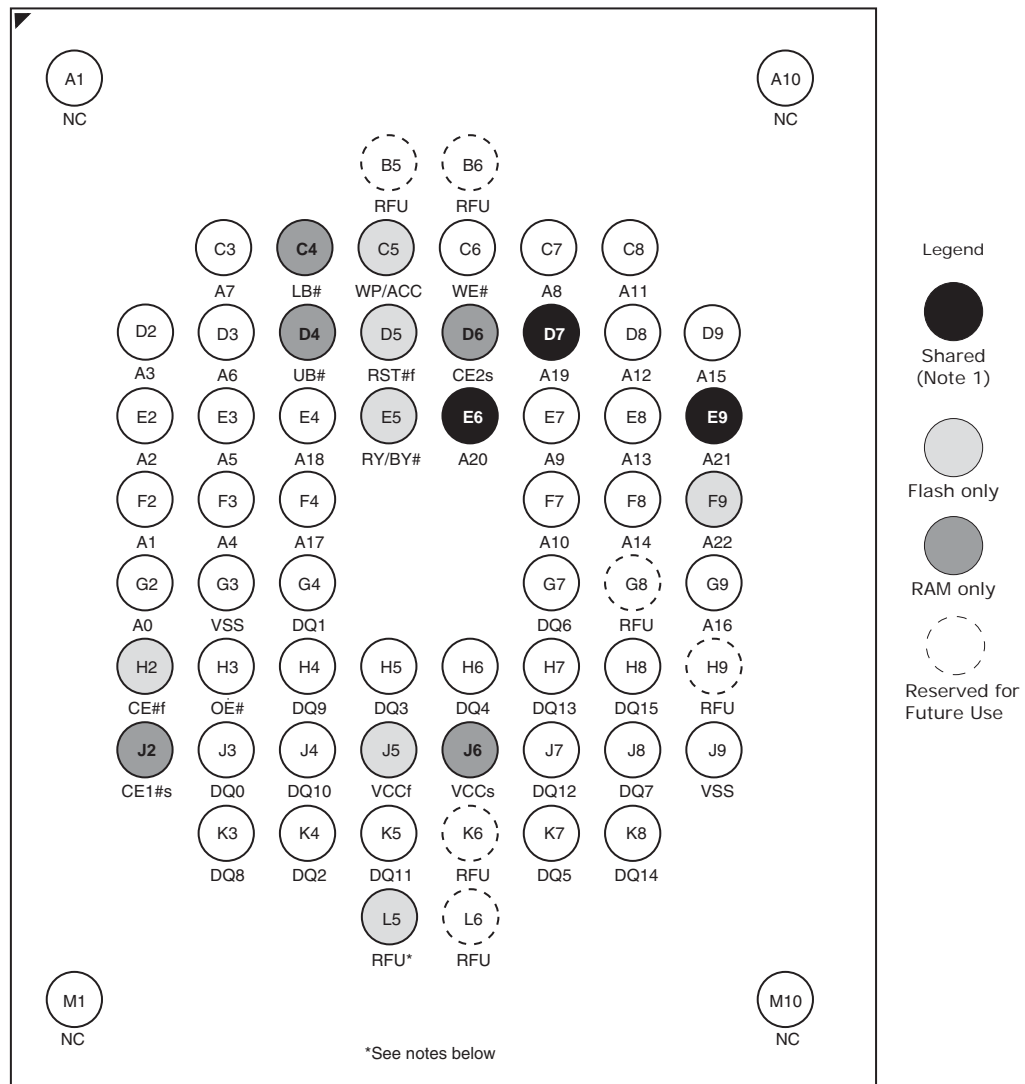 A1 A10
NC NC
B5 B6
RFU RFU
C3 C4 C5 C6 C7 C8
A7 LB# WP/ACC WE# A8 A11
D2 D3 D4 D5 D6 D7 D8 D9
A3 A6 UB# RST#f CE2s A19 A12 A15
E2 E3 E4 E5 E6 E7 E8 E9
A2 A5 A18 RY/BY# A20 A9 A13 A21
F2 F3 F4 F7 F8 F9
A1 A4 A17 A10 A14 A22
G2 G3 G4 G7 G8 G9
A0 VSS DQ1 DQ6 RFU A16
H2 H3 H4 H5 H6 H7 H8 H9
CE#f OE# DQ9 DQ3 DQ4 DQ13 DQ15 RFU
J2 J3 J4 J5 J6 J7 J8 J9
CE1#s DQ0 DQ10 VCCf VCCs DQ12 DQ7 VSS
K3 K4 K5 K6 K7 K8
DQ8 DQ2 DQ11 RFU DQ5 DQ14
L5 L6
RFU* RFU
M1 M10
NC NC
*See notes below
Legend
Shared
(Note 1)
Flash only
RAM only
Reserved for
Future Use